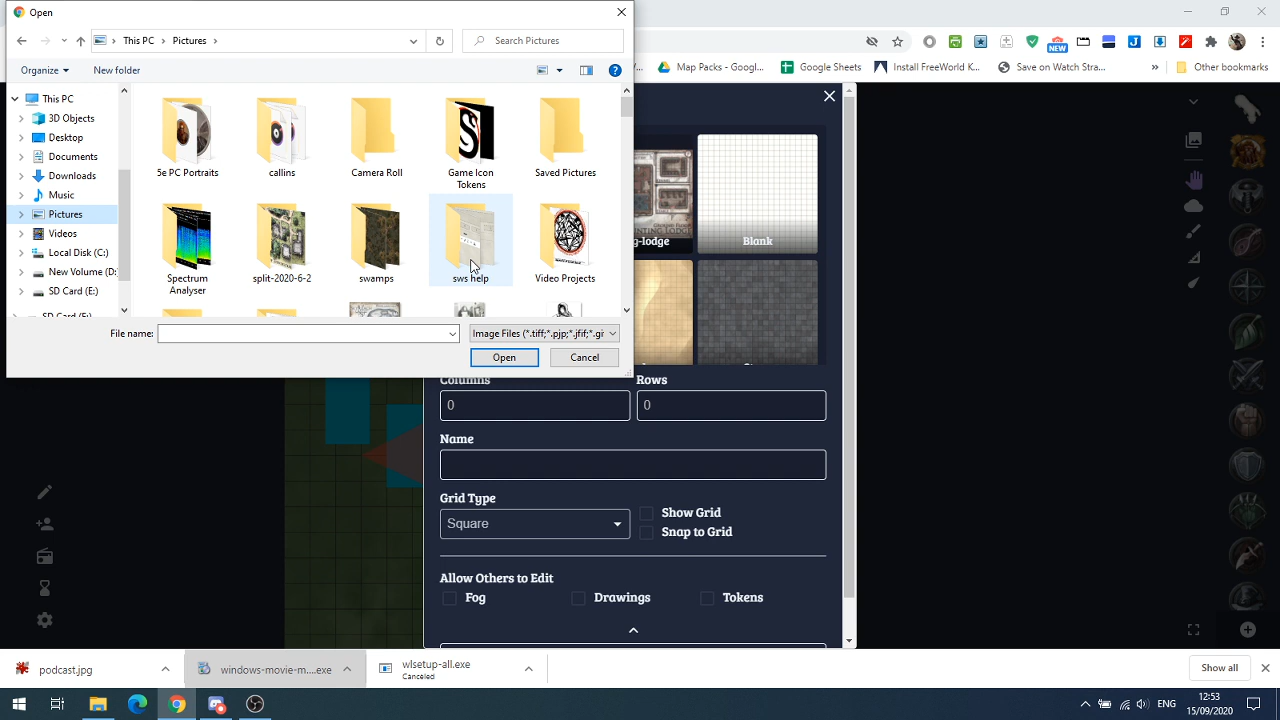 Open
This PC > Pictures >
Search Pictures
Organize
New folder
This PC
3D Objects
Desktop
Documents
Downloads
Music
Pictures
Videos
Local Disk (C:)
New Volume (D:
SD Card (E:)
5e PC Portraits
callins
Camera Roll
Game Icon
Tokens
Saved Pictures
Spectrum
Analyser
split-2020-6-2
swamps
sws help
Video Projects
File name:
Image Files (*.tiff;*.pjp;*.jfif;*.gi
Open
Cancel
NEW
Map Packs - Googl...
Google Sheets
Install FreeWorld K...
Save on Watch Stra...
»
Other bookmarks
g-lodge
Blank
Columns
Rows
0
0
Name
Grid Type
Square
Show Grid
Snap to Grid
Allow Others to Edit
Fog
Drawings
Tokens
podcast.jpg
windows-movie-m....exe
wlsetup-all.exe
Canceled
Show all
ENG
12:53
15/09/2020